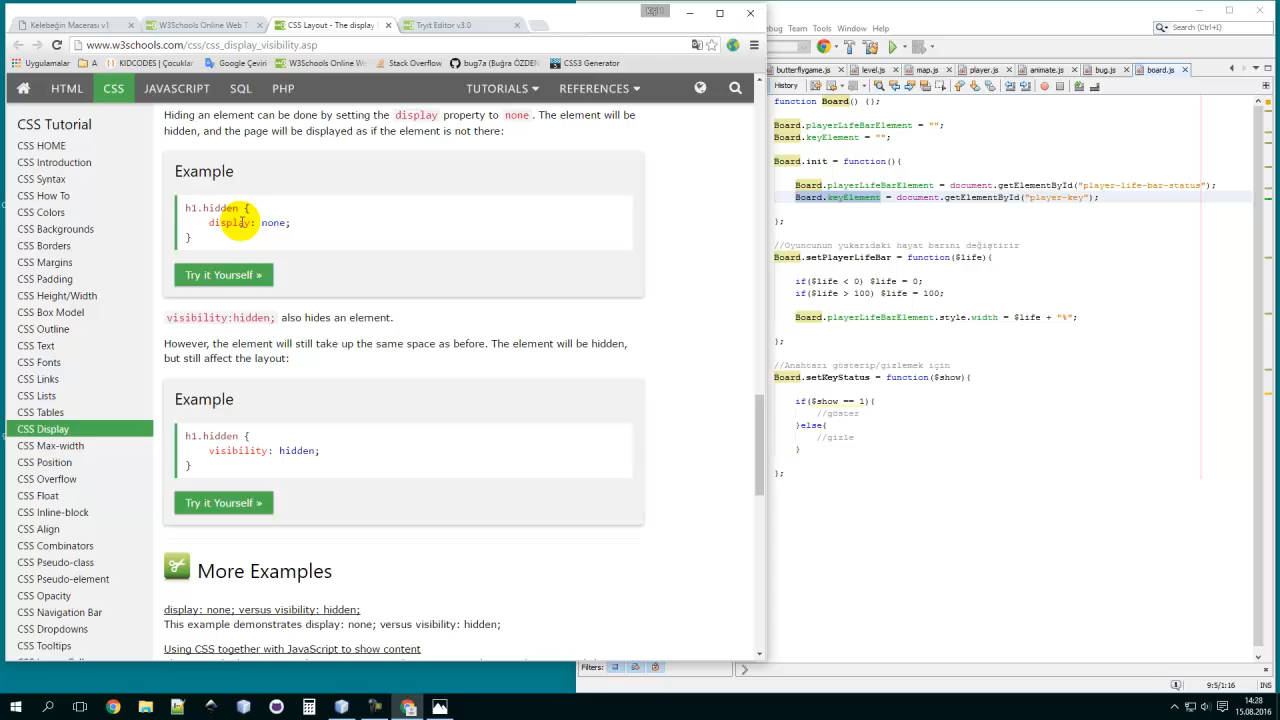 Kelebeğin Macerası v1
W3Schools Online Web T
CSS Layout - The display
Tryit Editor v3.0
www.w3schools.com/css/css_display_visibility.asp
Uygulamalar
A
KIDCODES | Çocuklar
Google Çevin
W3Schools Online We
Stack Overflow
bug7a (Buğra ÖZDEN
CSS3 Generator
HTML
CSS
JAVASCRIPT
SQL
PHP
TUTORIALS
REFERENCES
CSS Tutorial
CSS HOME
CSS Introduction
CSS Syntax
CSS How To
CSS Colors
CSS Backgrounds
CSS Borders
CSS Margins
CSS Padding
CSS Height/Width
CSS Box Model
CSS Outline
CSS Text
CSS Fonts
CSS Links
CSS Lists
CSS Tables
CSS Display
CSS Max-width
CSS Position
CSS Overflow
CSS Float
CSS Inline-block
CSS Align
CSS Combinators
CSS Pseudo-class
CSS Pseudo-element
CSS Opacity
CSS Navigation Bar
CSS Dropdowns
CSS Tooltips
Hiding an element can be done by setting the display property to none. The element will be
hidden, and the page will be displayed as if the element is not there:
Example
h1.hidden {
display: none;
}
Try it Yourself »
visibility:hidden; also hides an element.
However, the element will still take up the same space as before. The element will be hidden,
but still affect the layout:
Example
h1.hidden {
visibility: hidden;
}
Try it Yourself »
More Examples
display: none; versus visibility: hidden;
This example demonstrates display: none; versus visibility: hidden;
Using CSS together with JavaScript to show content
Debug Team Tools Window Help
Search (Ctrl+I)
butterflygame.js
level.js
map.js
player.js
animate.js
bug.js
board.js
History
function Board() {};
Board.playerLifeBarElement = "";
Board.keyElement = "";
Board.init = function(){
Board.playerLifeBarElement = document.getElementById("player-life-bar-status");
Board.keyElement = document.getElementById("player-key");
};
//Oyuncunun yukarıdaki hayat barını değiştirir
Board.setPlayerLifeBar = function($life){
if($life < 0) $life = 0;
if($life > 100) $life = 100;
Board.playerLifeBarElement.style.width = $life + "%";
};
//Anahtarı gösterip/gizlemek için
Board.setKeyStatus = function($show){
if($show == 1){
//göster
}else{
//gizle
}
};
Filters:
9:5/1:16
INS
14:28
15.08.2016